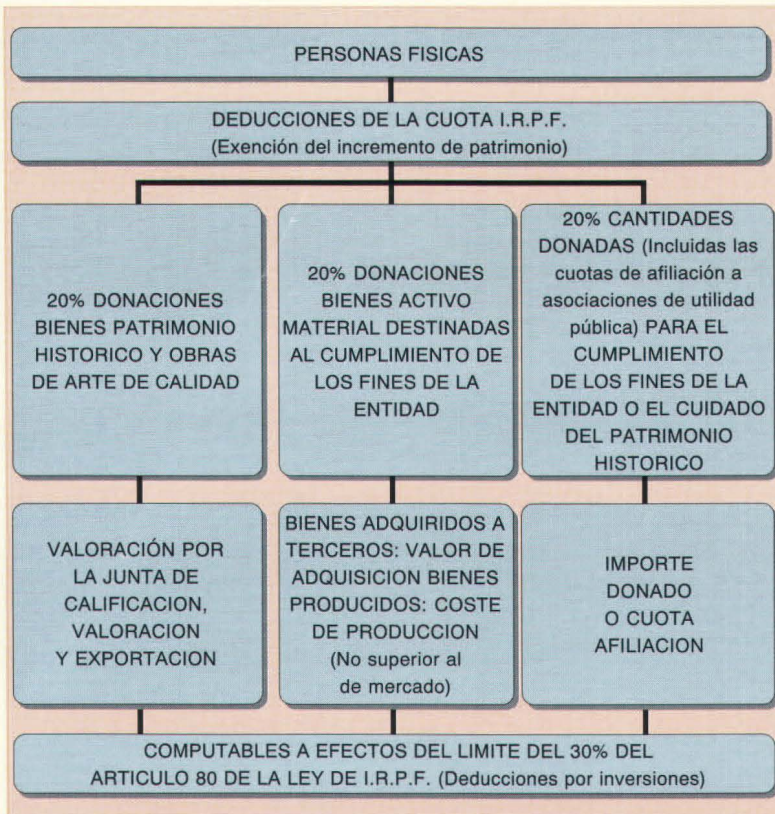 PERSONAS FISICAS
DEDUCCIONES DE LA CUOTA I.R.P.F.
(Exención del incremento de patrimonio)
20% DONACIONES
BIENES PATRIMONIO
HISTORICO Y OBRAS
DE ARTE DE CALIDAD
20% DONACIONES
BIENES ACTIVO
MATERIAL DESTINADAS
AL CUMPLIMIENTO DE
LOS FINES DE LA
ENTIDAD
20% CANTIDADES
DONADAS (Incluidas las
cuotas de afiliación a
asociaciones de utilidad
pública) PARA EL
CUMPLIMIENTO
DE LOS FINES DE LA
ENTIDAD O EL CUIDADO
DEL PATRIMONIO
HISTORICO
VALORACIÓN POR
LA JUNTA DE
CALIFICACION,
VALORACION
Y EXPORTACION
BIENES ADQUIRIDOS A
TERCEROS: VALOR DE
ADQUISICION BIENES
PRODUCIDOS: COSTE
DE PRODUCCION
(No superior al
de mercado)
IMPORTE
DONADO
O CUOTA
AFILIACION
COMPUTABLES A EFECTOS DEL LIMITE DEL 30% DEL
ARTICULO 80 DE LA LEY DE I.R.P.F. (Deducciones por inversiones)